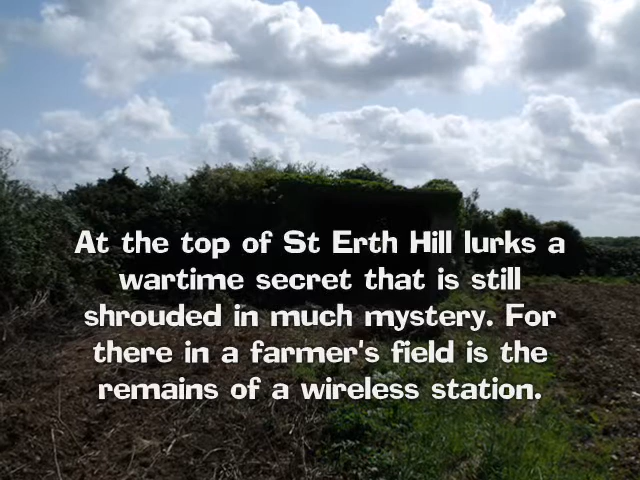 At the top of St Erth Hill lurks a
wartime secret that is still
shrouded in much mystery. For
there in a farmer's field is the
remains of a wireless station.